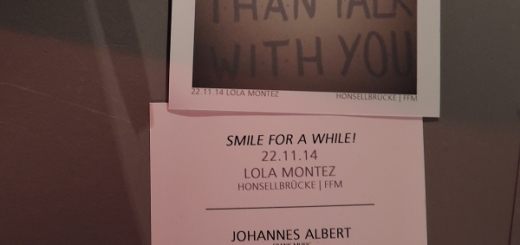 THAN TALK
WITH YOU
22.11.14 LOLA MONTEZ
HONSELLBRÜCKE | FFM
SMILE FOR A WHILE!
22.11.14
LOLA MONTEZ
HONSELLBRÜCKE | FFM
JOHANNES ALBERT